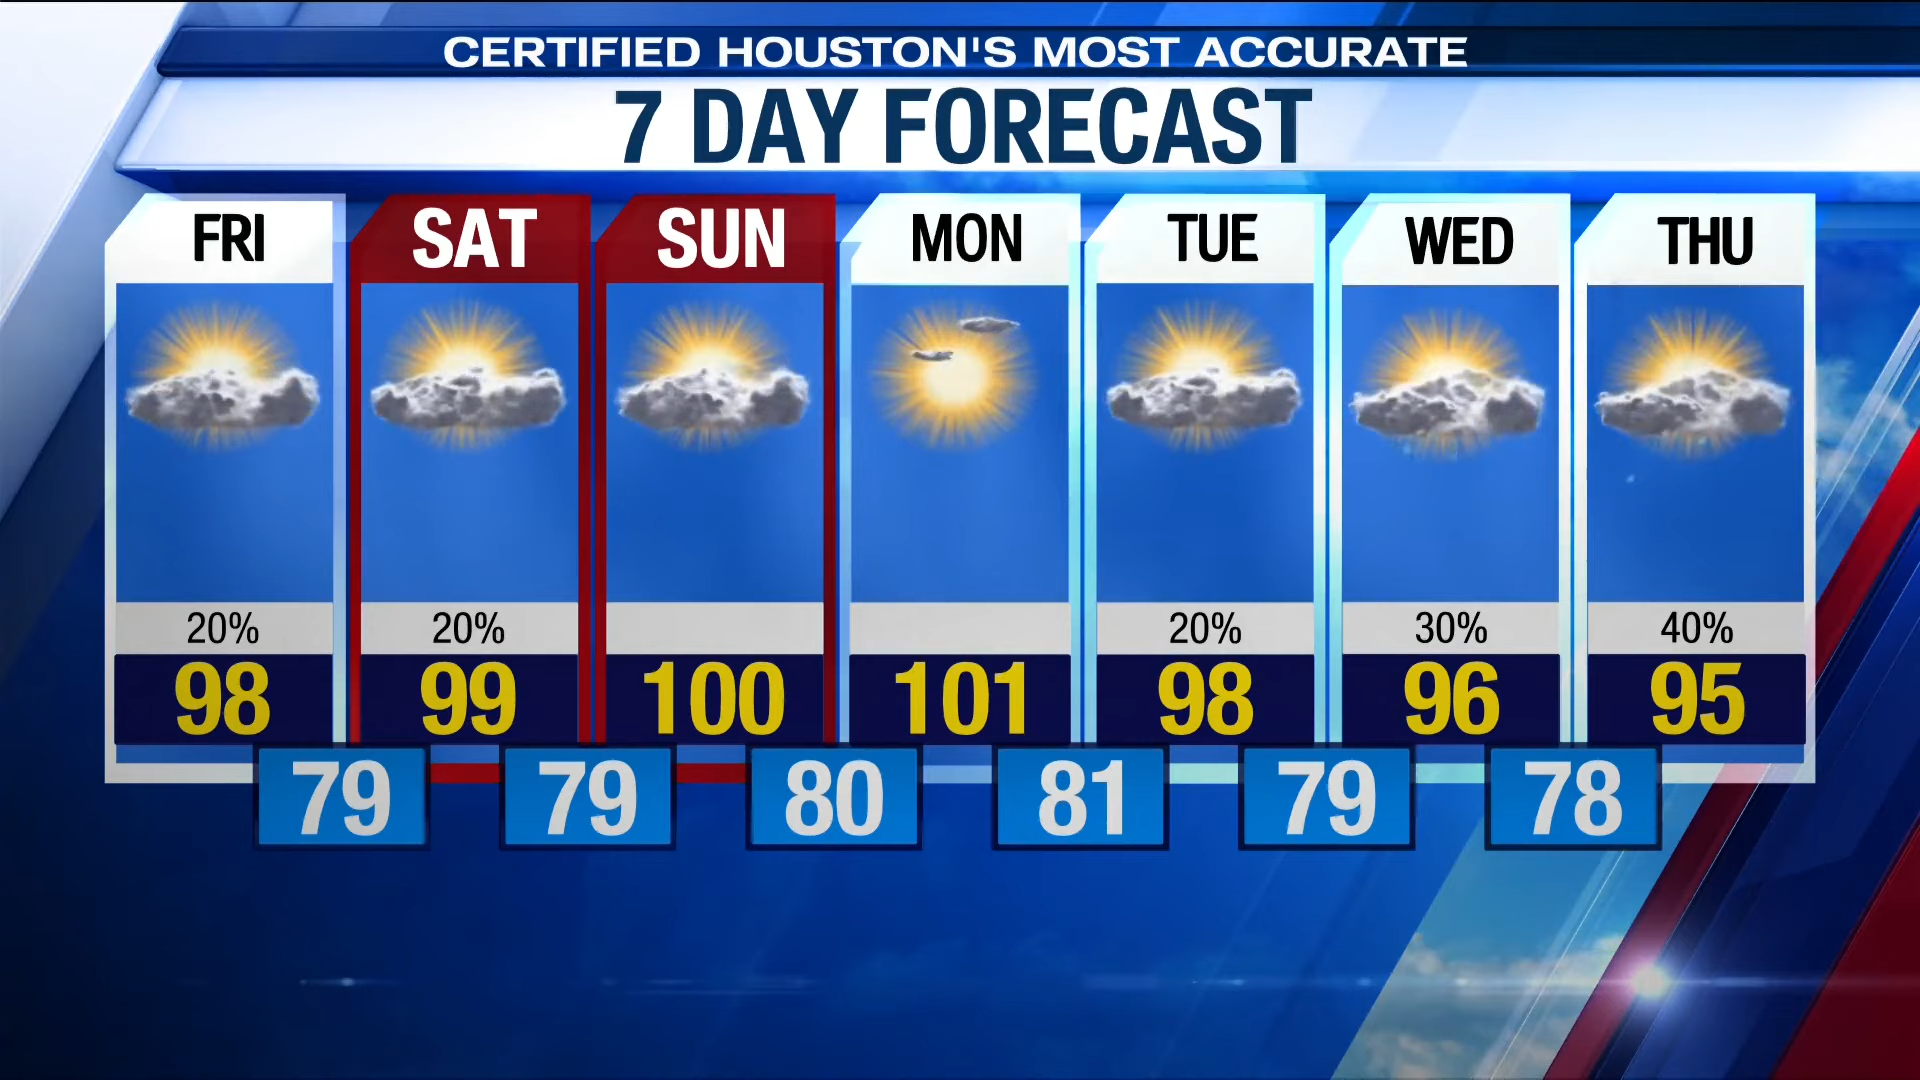 CERTIFIED HOUSTON'S MOST ACCURATE
7 DAY FORECAST
FRI SAT SUN MON TUE WED THU
20% 20% 20% 30% 40%
98 99 100 101 98 96 95
79 79 80 81 79 78